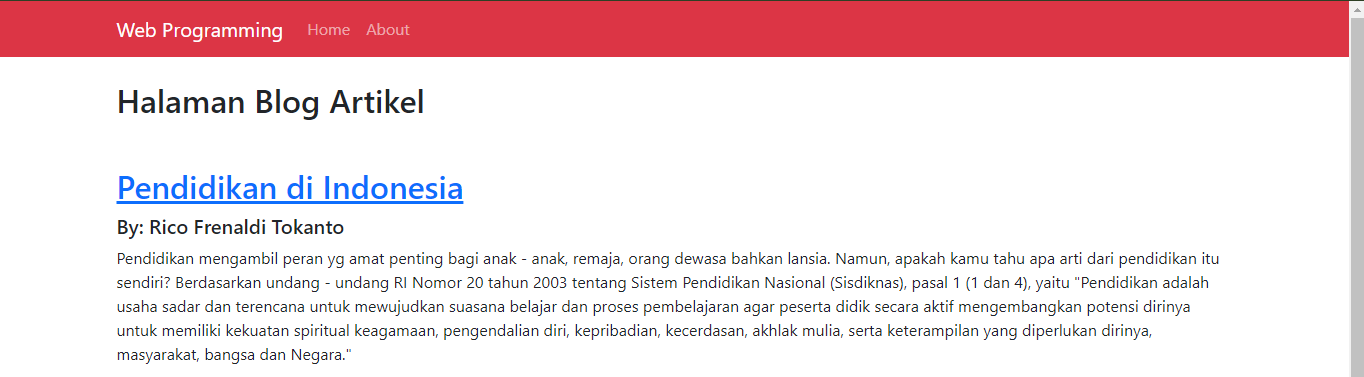 Web Programming Home About
Halaman Blog Artikel
Pendidikan di Indonesia
By: Rico Frenaldi Tokanto
Pendidikan mengambil peran yg amat penting bagi anak - anak, remaja, orang dewasa bahkan lansia. Namun, apakah kamu tahu apa arti dari pendidikan itu
sendiri? Berdasarkan undang - undang RI Nomor 20 tahun 2003 tentang Sistem Pendidikan Nasional (Sisdiknas), pasal 1 (1 dan 4), yaitu "Pendidikan adalah
usaha sadar dan terencana untuk mewujudkan suasana belajar dan proses pembelajaran agar peserta didik secara aktif mengembangkan potensi dirinya
untuk memiliki kekuatan spiritual keagamaan, pengendalian diri, kepribadian, kecerdasan, akhlak mulia, serta keterampilan yang diperlukan dirinya,
masyarakat, bangsa dan Negara."